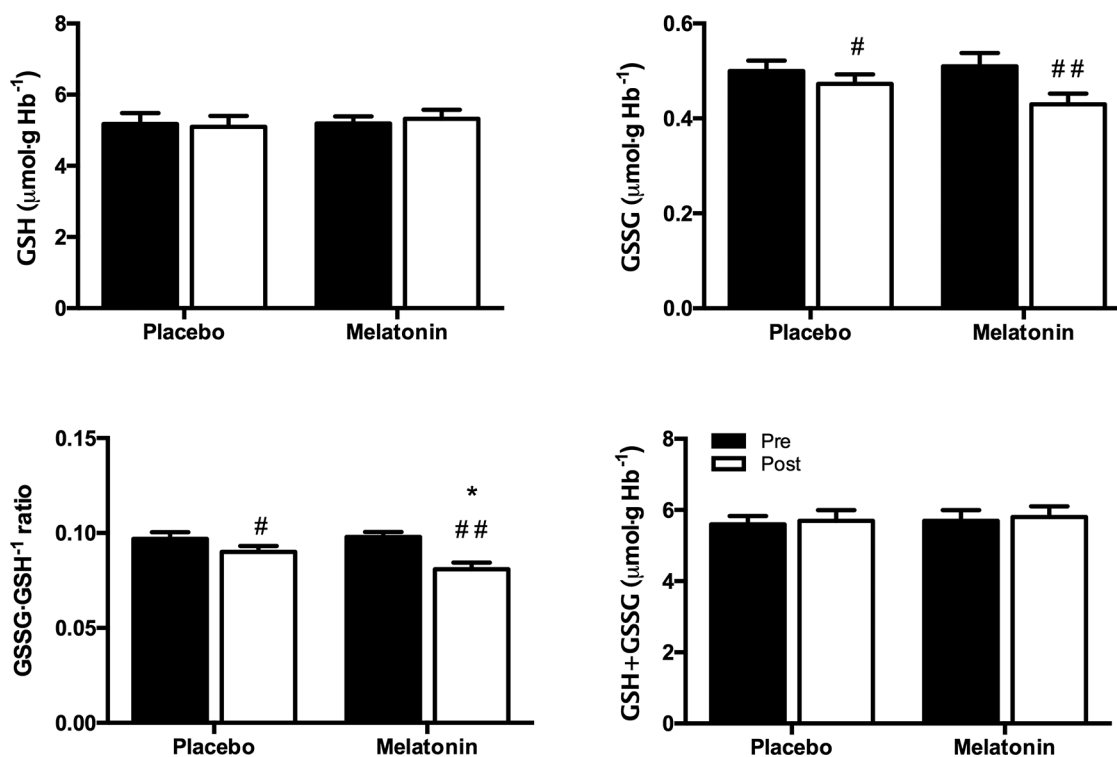 GSH (μmol·g Hb⁻¹)
8
6
4
2
0
Placebo Melatonin
GSSG (μmol·g Hb⁻¹)
0.6
0.4
0.2
0.0
#
##
Placebo Melatonin
GSSG·GSH⁻¹ ratio
0.15
0.10
0.05
0.00
#
*
##
Placebo Melatonin
GSH+GSSG (μmol·g Hb⁻¹)
8
6
4
2
0
Pre
Post
Placebo Melatonin